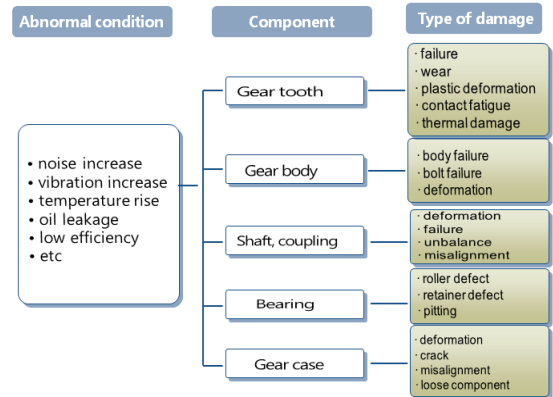 Abnormal condition
Component
Type of damage
• noise increase
• vibration increase
• temperature rise
• oil leakage
• low efficiency
• etc
Gear tooth
· failure
· wear
· plastic deformation
· contact fatigue
· thermal damage
Gear body
· body failure
· bolt failure
· deformation
Shaft, coupling
· deformation
· failure
· unbalance
· misalignment
Bearing
· roller defect
· retainer defect
· pitting
Gear case
· deformation
· crack
· misalignment
· loose component